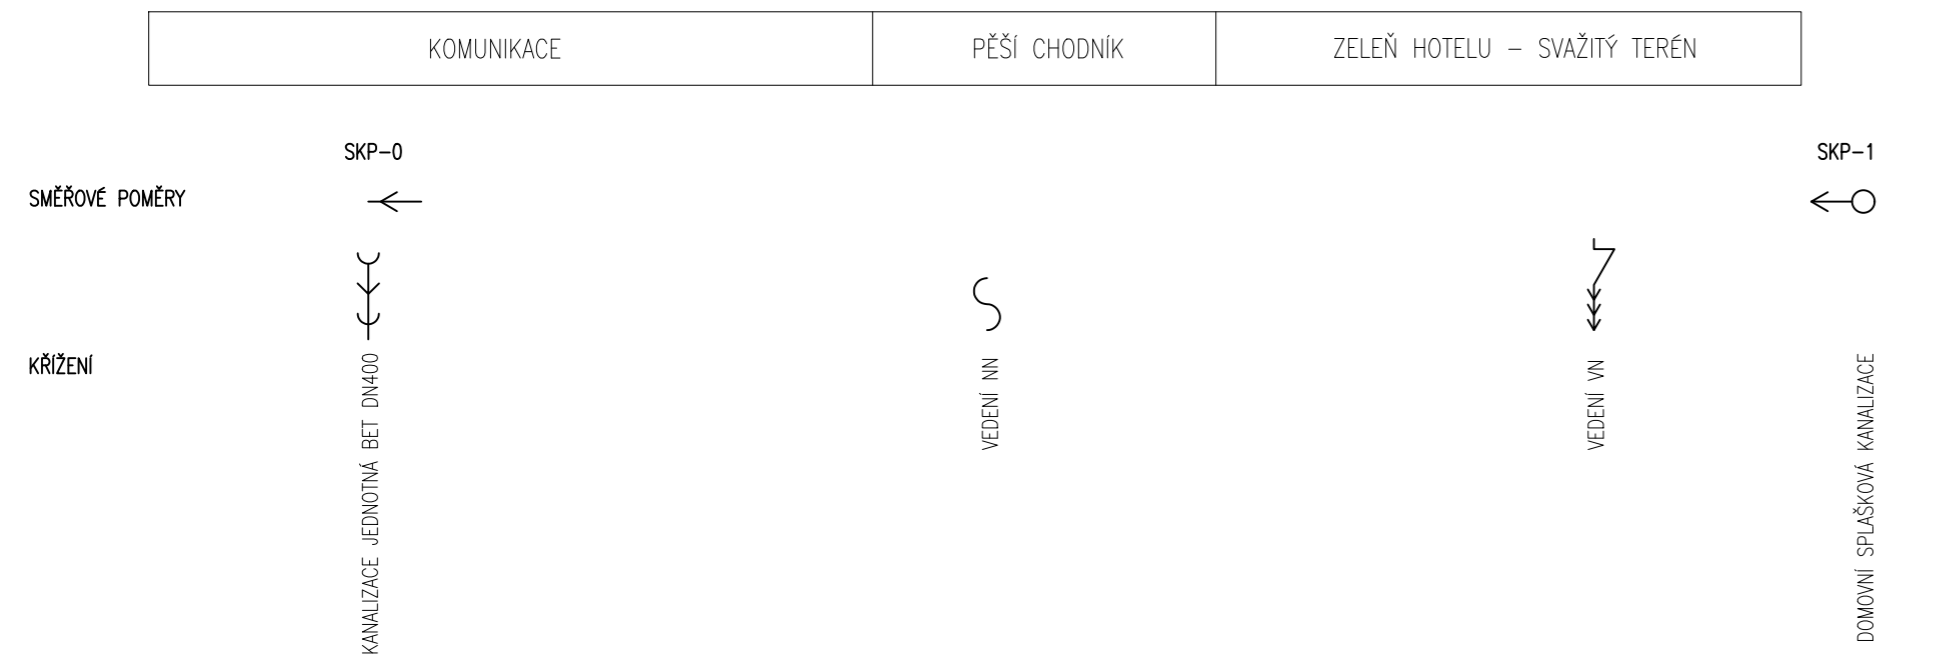 KOMUNIKACE
PĚŠÍ CHODNÍK
ZELEŇ HOTELU – SVAŽITÝ TERÉN
SKP–0
SKP–1
SMĚŘOVÉ POMĚRY
KŘÍŽENÍ
KANALIZACE JEDNOTNÁ BET DN400
VEDENÍ NN
VEDENÍ VN
DOMOVNÍ SPLAŠKOVÁ KANALIZACE